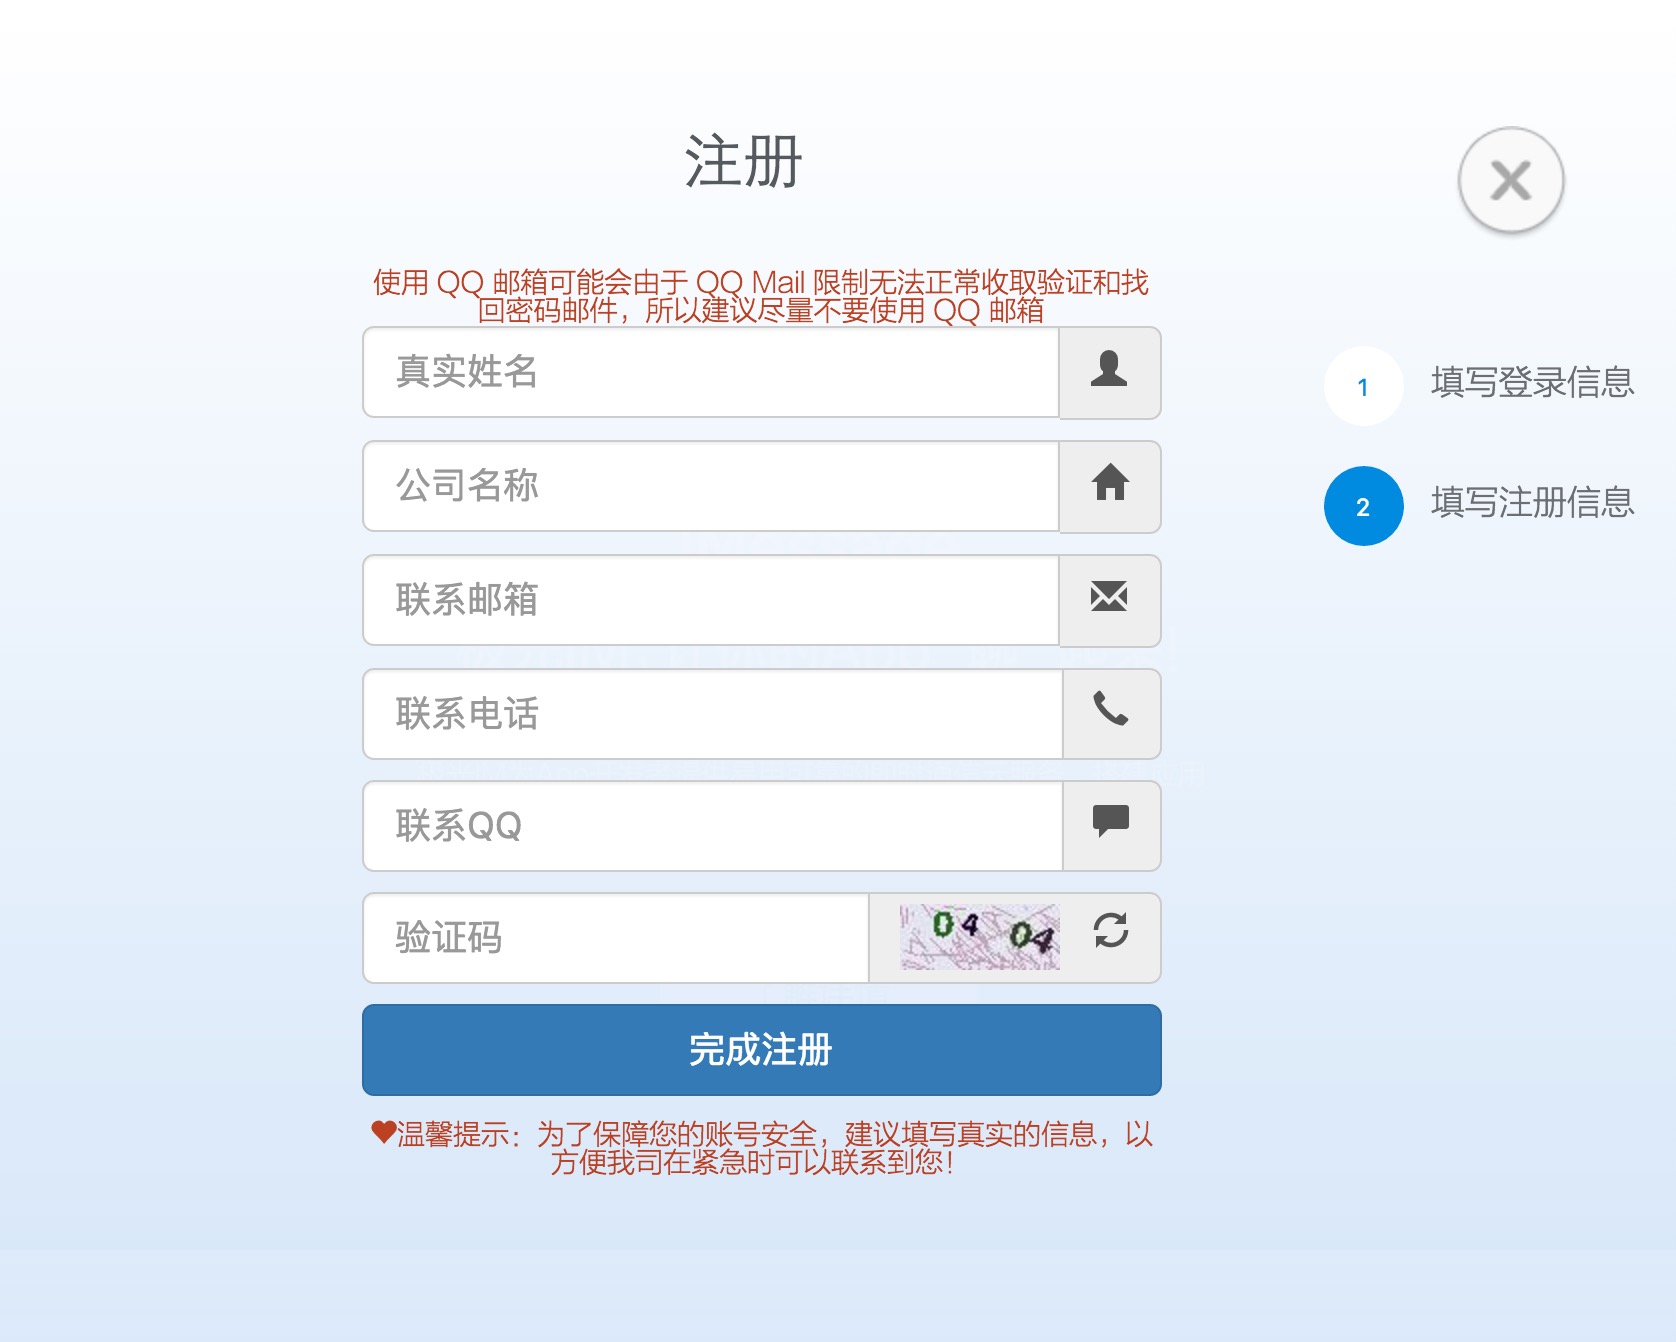 注册
使用 QQ 邮箱可能会由于 QQ Mail 限制无法正常收取验证和找
回密码邮件，所以建议尽量不要使用 QQ 邮箱
真实姓名
公司名称
联系邮箱
联系电话
联系QQ
验证码
04 04
完成注册
❤温馨提示：为了保障您的账号安全，建议填写真实的信息，以
方便我司在紧急时可以联系到您！
1 填写登录信息
2 填写注册信息